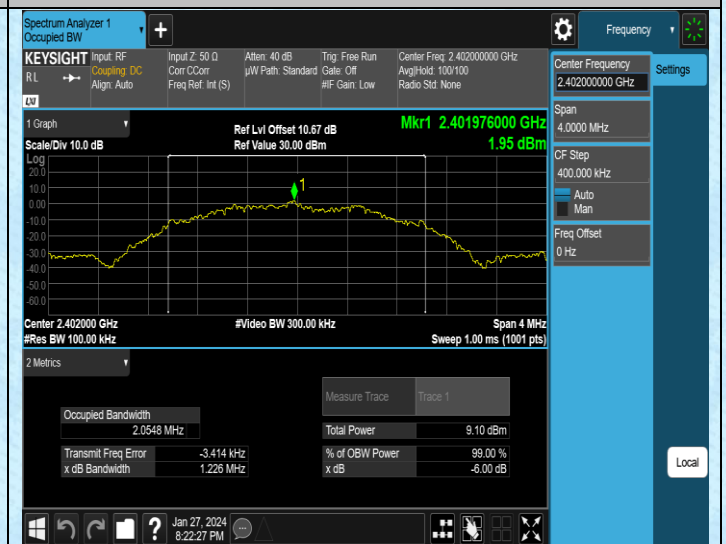 Spectrum Analyzer 1
Occupied BW
+
Frequency
KEYSIGHT
RL
LXI
Input: RF
Coupling: DC
Align: Auto
Input Z: 50 Ω
Corr CCorr
Freq Ref: Int (S)
Atten: 40 dB
µW Path: Standard
Trig: Free Run
Gate: Off
#IF Gain: Low
Center Freq: 2.402000000 GHz
Avg|Hold: 100/100
Radio Std: None
Center Frequency
2.402000000 GHz
Settings
Span
4.0000 MHz
CF Step
400.000 kHz
Auto
Man
Freq Offset
0 Hz
Local
1 Graph
Scale/Div 10.0 dB
Ref Lvl Offset 10.67 dB
Ref Value 30.00 dBm
Mkr1 2.401976000 GHz
1.95 dBm
Log
20.0
10.0
0.00
-10.0
-20.0
-30.0
-40.0
-50.0
-60.0
1
Center 2.402000 GHz
#Res BW 100.00 kHz
#Video BW 300.00 kHz
Span 4 MHz
Sweep 1.00 ms (1001 pts)
2 Metrics
Measure Trace Trace 1
Occupied Bandwidth
2.0548 MHz
Total Power 9.10 dBm
Transmit Freq Error -3.414 kHz
% of OBW Power 99.00 %
x dB Bandwidth 1.226 MHz
x dB -6.00 dB
?
Jan 27, 2024
8:22:27 PM